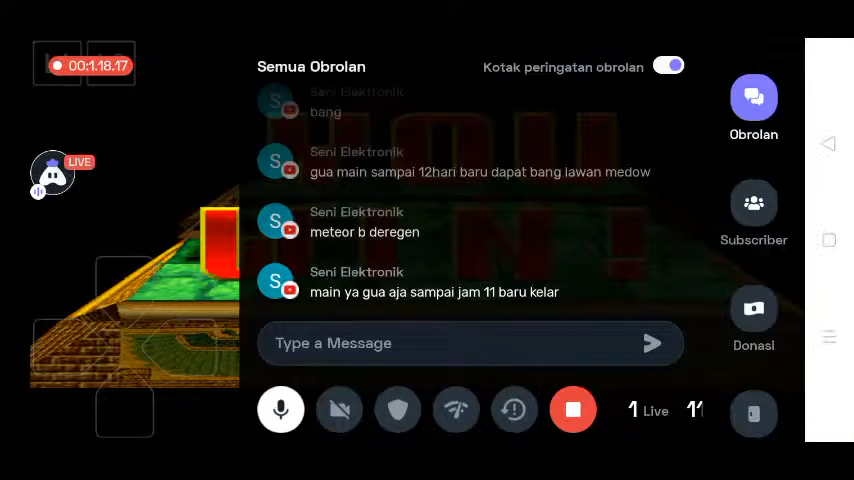 00:1.18.17
Semua Obrolan
Kotak peringatan obrolan
Seni Elektronik
bang
LIVE
Seni Elektronik
gua main sampai 12hari baru dapat bang lawan medow
Seni Elektronik
meteor b deregen
Seni Elektronik
main ya gua aja sampai jam 11 baru kelar
Type a Message
1 Live
Obrolan
Subscriber
Donasi
YOU
WIN!